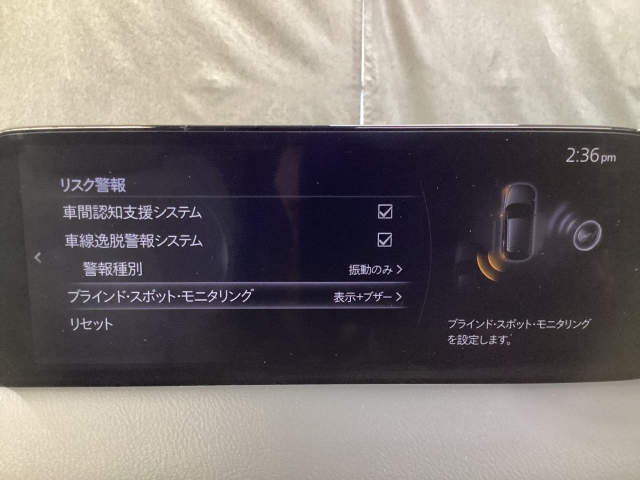 2:36pm
リスク警報
車間認知支援システム
車線逸脱警報システム
警報種別 振動のみ
ブラインド・スポット・モニタリング 表示+ブザー
リセット
ブラインド・スポット・モニタリング
を設定します。